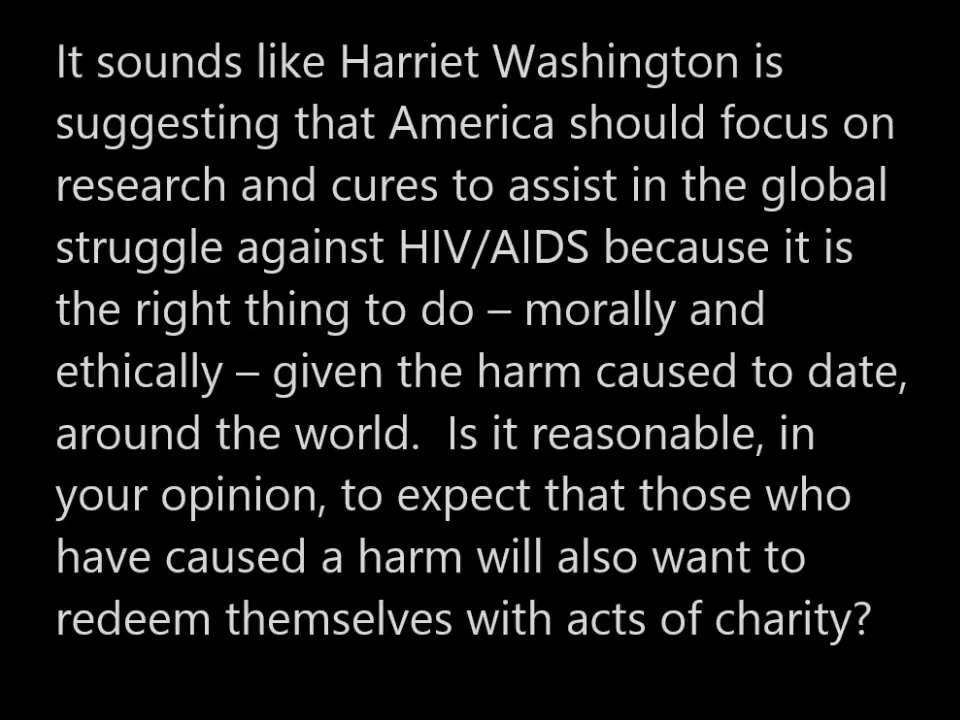 It sounds like Harriet Washington is
suggesting that America should focus on
research and cures to assist in the global
struggle against HIV/AIDS because it is
the right thing to do – morally and
ethically – given the harm caused to date,
around the world.  Is it reasonable, in
your opinion, to expect that those who
have caused a harm will also want to
redeem themselves with acts of charity?